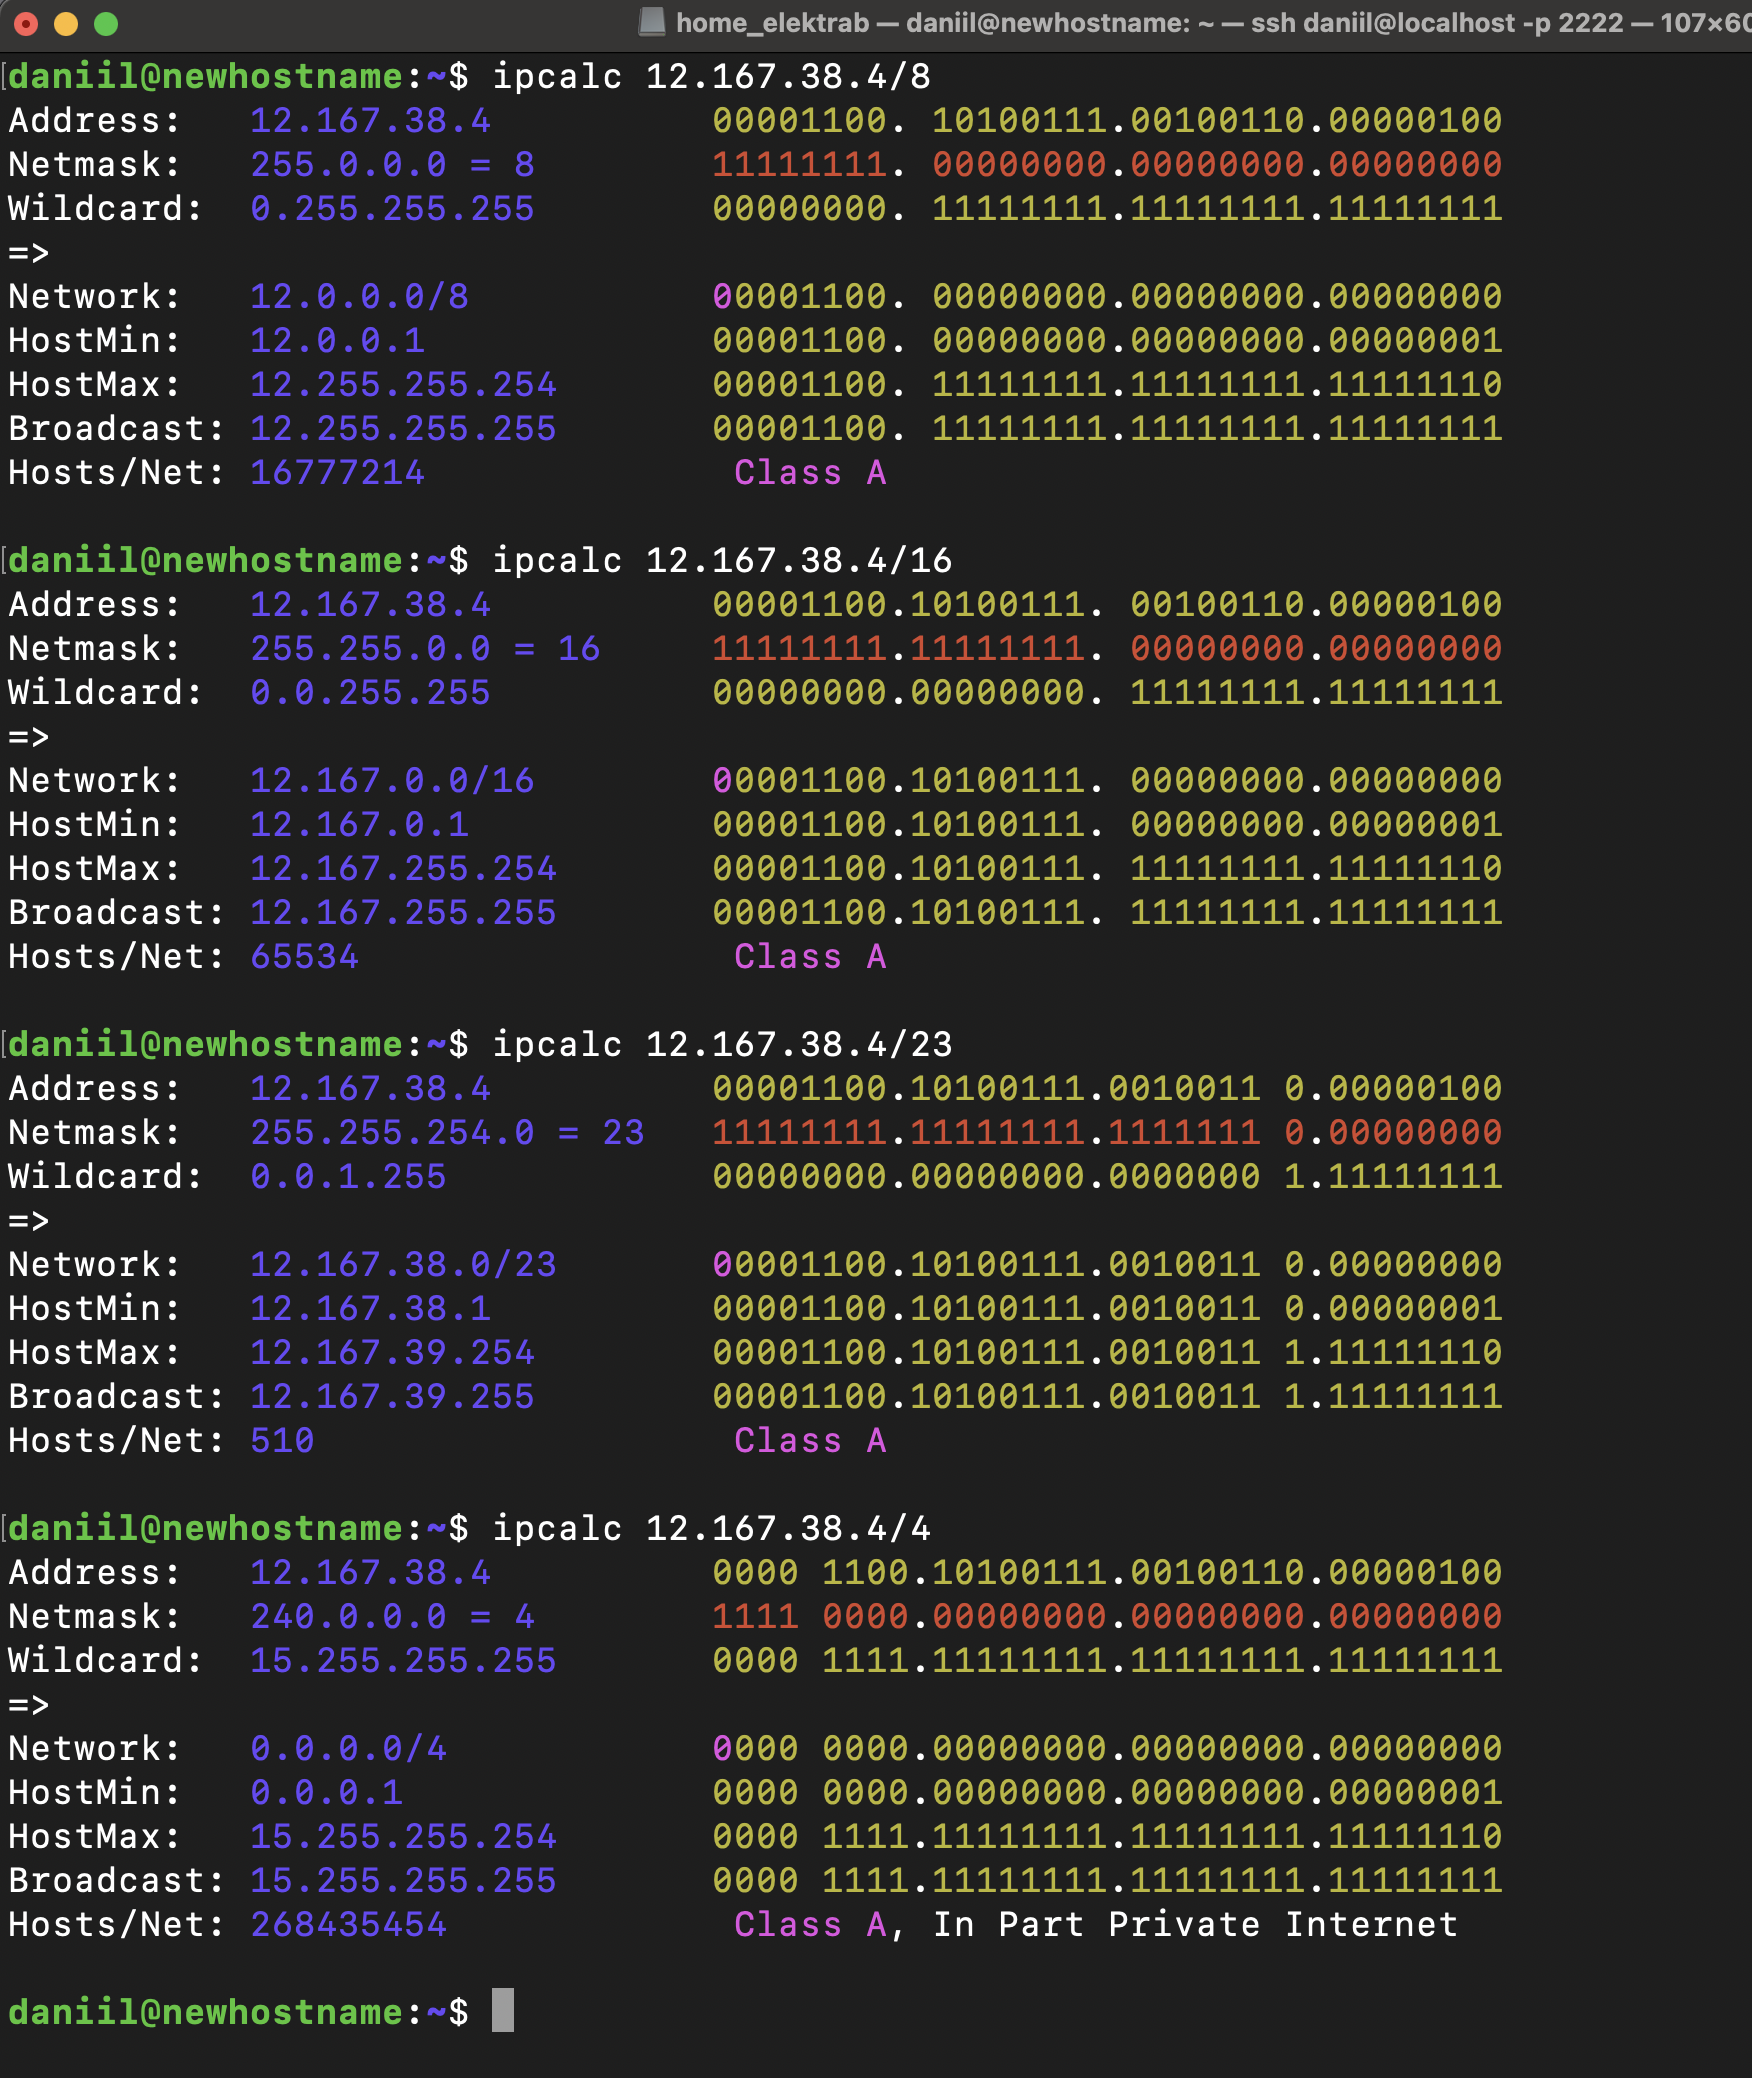 home_elektrab — daniil@newhostname: ~ — ssh daniil@localhost -p 2222 — 107×60
daniil@newhostname:~$ ipcalc 12.167.38.4/8
Address:   12.167.38.4          00001100. 10100111.00100110.00000100
Netmask:   255.0.0.0 = 8        11111111. 00000000.00000000.00000000
Wildcard:  0.255.255.255        00000000. 11111111.11111111.11111111
=>
Network:   12.0.0.0/8           00001100. 00000000.00000000.00000000
HostMin:   12.0.0.1             00001100. 00000000.00000000.00000001
HostMax:   12.255.255.254       00001100. 11111111.11111111.11111110
Broadcast: 12.255.255.255       00001100. 11111111.11111111.11111111
Hosts/Net: 16777214              Class A
daniil@newhostname:~$ ipcalc 12.167.38.4/16
Address:   12.167.38.4          00001100.10100111. 00100110.00000100
Netmask:   255.255.0.0 = 16     11111111.11111111. 00000000.00000000
Wildcard:  0.0.255.255          00000000.00000000. 11111111.11111111
=>
Network:   12.167.0.0/16        00001100.10100111. 00000000.00000000
HostMin:   12.167.0.1           00001100.10100111. 00000000.00000001
HostMax:   12.167.255.254       00001100.10100111. 11111111.11111110
Broadcast: 12.167.255.255       00001100.10100111. 11111111.11111111
Hosts/Net: 65534                 Class A
daniil@newhostname:~$ ipcalc 12.167.38.4/23
Address:   12.167.38.4          00001100.10100111.0010011 0.00000100
Netmask:   255.255.254.0 = 23   11111111.11111111.1111111 0.00000000
Wildcard:  0.0.1.255            00000000.00000000.0000000 1.11111111
=>
Network:   12.167.38.0/23       00001100.10100111.0010011 0.00000000
HostMin:   12.167.38.1          00001100.10100111.0010011 0.00000001
HostMax:   12.167.39.254        00001100.10100111.0010011 1.11111110
Broadcast: 12.167.39.255        00001100.10100111.0010011 1.11111111
Hosts/Net: 510                   Class A
daniil@newhostname:~$ ipcalc 12.167.38.4/4
Address:   12.167.38.4          0000 1100.10100111.00100110.00000100
Netmask:   240.0.0.0 = 4        1111 0000.00000000.00000000.00000000
Wildcard:  15.255.255.255       0000 1111.11111111.11111111.11111111
=>
Network:   0.0.0.0/4            0000 0000.00000000.00000000.00000000
HostMin:   0.0.0.1              0000 0000.00000000.00000000.00000001
HostMax:   15.255.255.254       0000 1111.11111111.11111111.11111110
Broadcast: 15.255.255.255       0000 1111.11111111.11111111.11111111
Hosts/Net: 268435454             Class A, In Part Private Internet
daniil@newhostname:~$